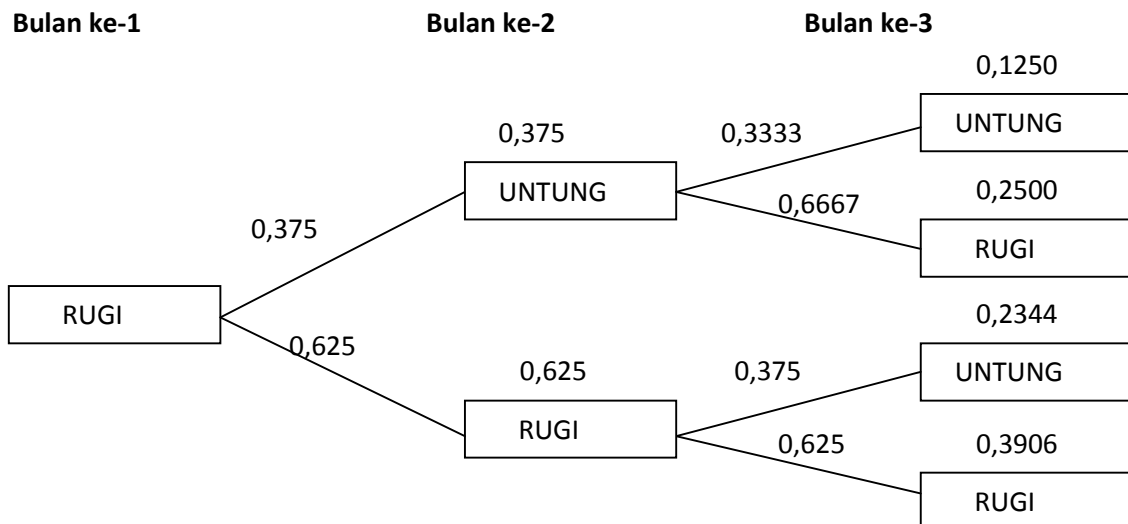 Bulan ke-1 Bulan ke-2 Bulan ke-3
0,1250
UNTUNG
0,375 0,3333
UNTUNG
0,2500
0,6667
0,375
RUGI
RUGI
0,2344
0,625
0,625 0,375
UNTUNG
RUGI
0,625 0,3906
RUGI